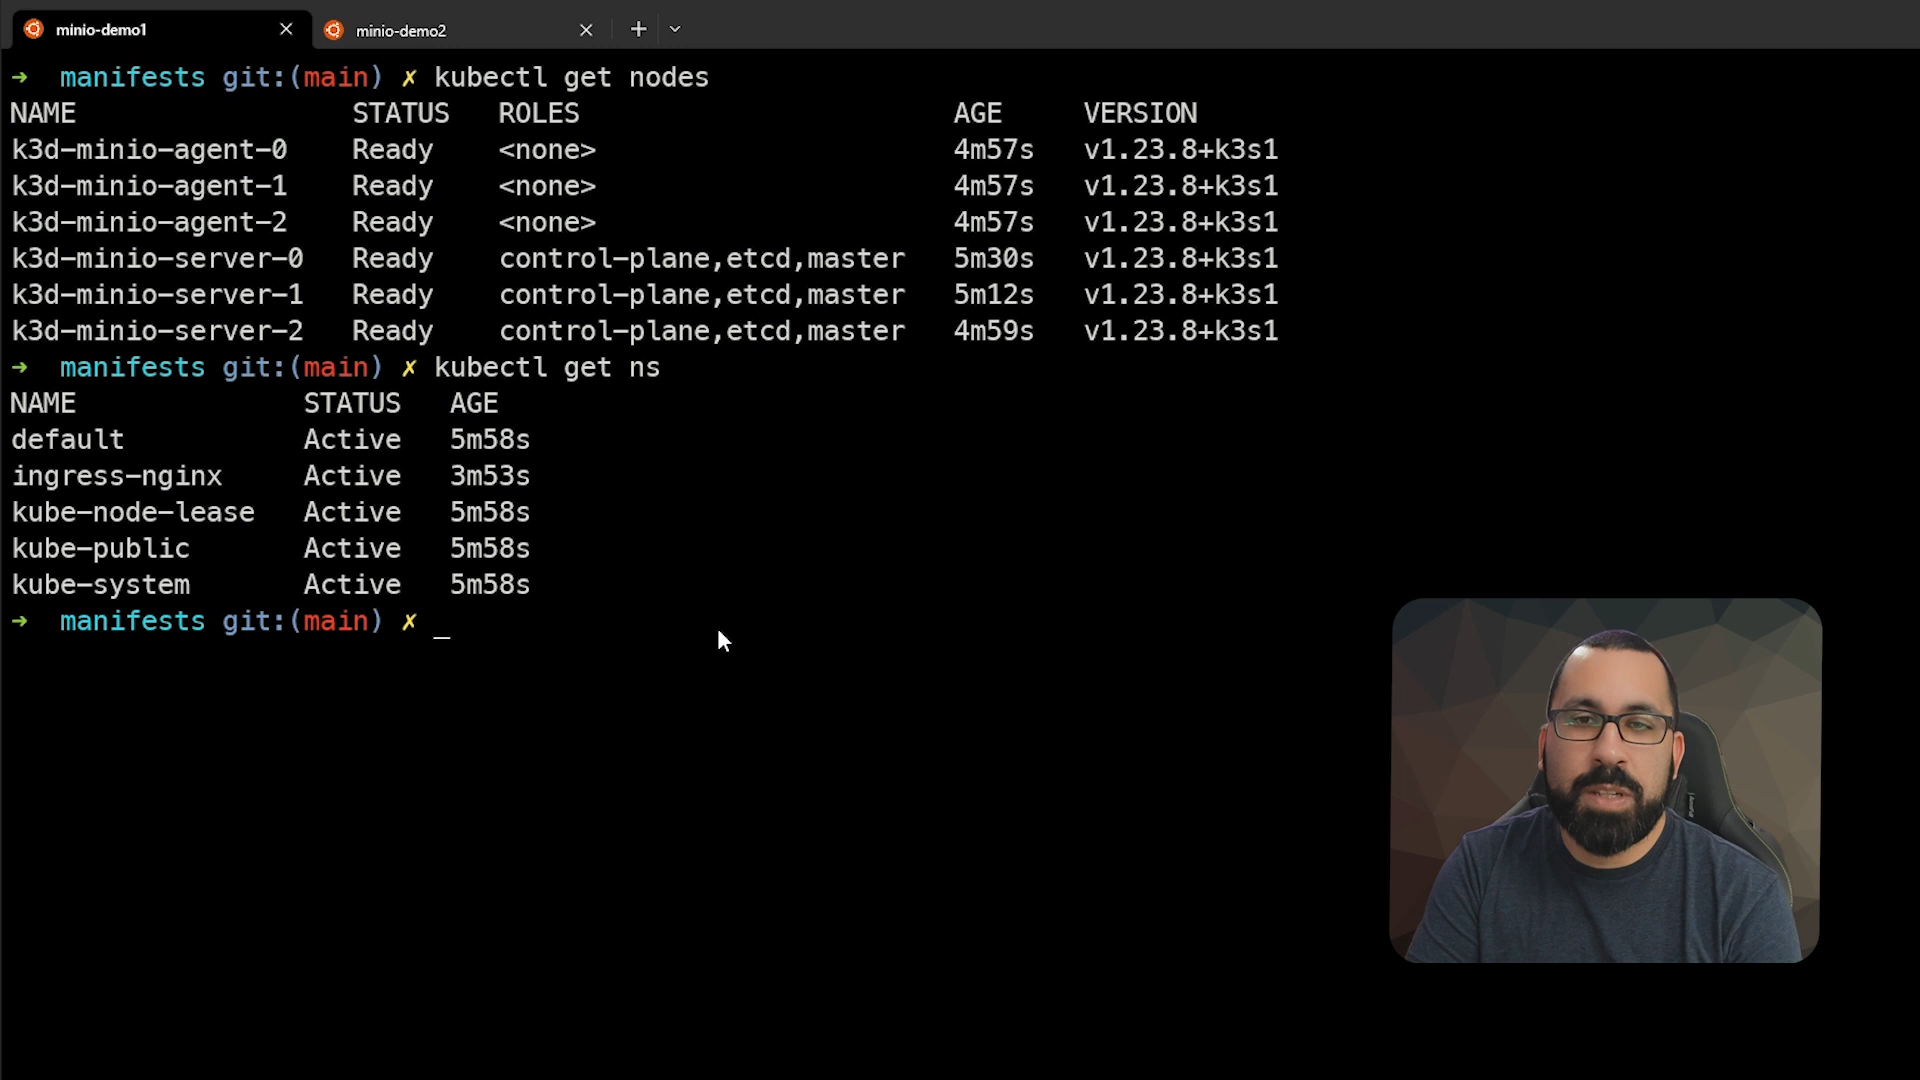 minio-demo1
minio-demo2
➜ manifests git:(main) ✗ kubectl get nodes
NAME STATUS ROLES AGE VERSION
k3d-minio-agent-0 Ready <none> 4m57s v1.23.8+k3s1
k3d-minio-agent-1 Ready <none> 4m57s v1.23.8+k3s1
k3d-minio-agent-2 Ready <none> 4m57s v1.23.8+k3s1
k3d-minio-server-0 Ready control-plane,etcd,master 5m30s v1.23.8+k3s1
k3d-minio-server-1 Ready control-plane,etcd,master 5m12s v1.23.8+k3s1
k3d-minio-server-2 Ready control-plane,etcd,master 4m59s v1.23.8+k3s1
➜ manifests git:(main) ✗ kubectl get ns
NAME STATUS AGE
default Active 5m58s
ingress-nginx Active 3m53s
kube-node-lease Active 5m58s
kube-public Active 5m58s
kube-system Active 5m58s
➜ manifests git:(main) ✗ _